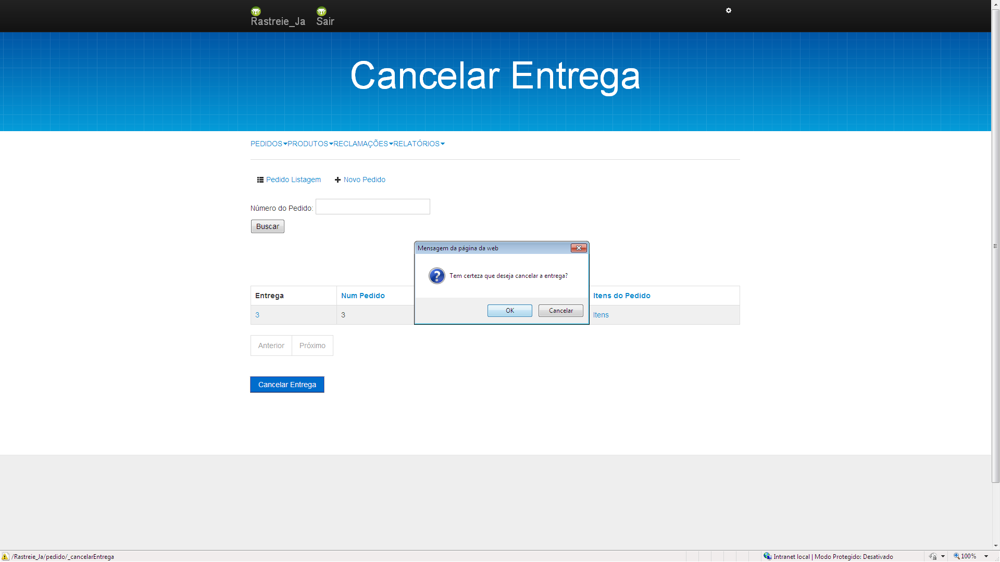 Rastreie_Ja Sair
Cancelar Entrega
PEDIDOS PRODUTOS RECLAMAÇÕES RELATÓRIOS
Pedido Listagem Novo Pedido
Número do Pedido:
Buscar
Mensagem da página da web
Tem certeza que deseja cancelar a entrega?
OK Cancelar
Entrega Num Pedido Itens do Pedido
3 3 Itens
Anterior Próximo
Cancelar Entrega
/Rastreie_Ja/pedido/_cancelarEntrega Intranet local | Modo Protegido: Desativado 100%